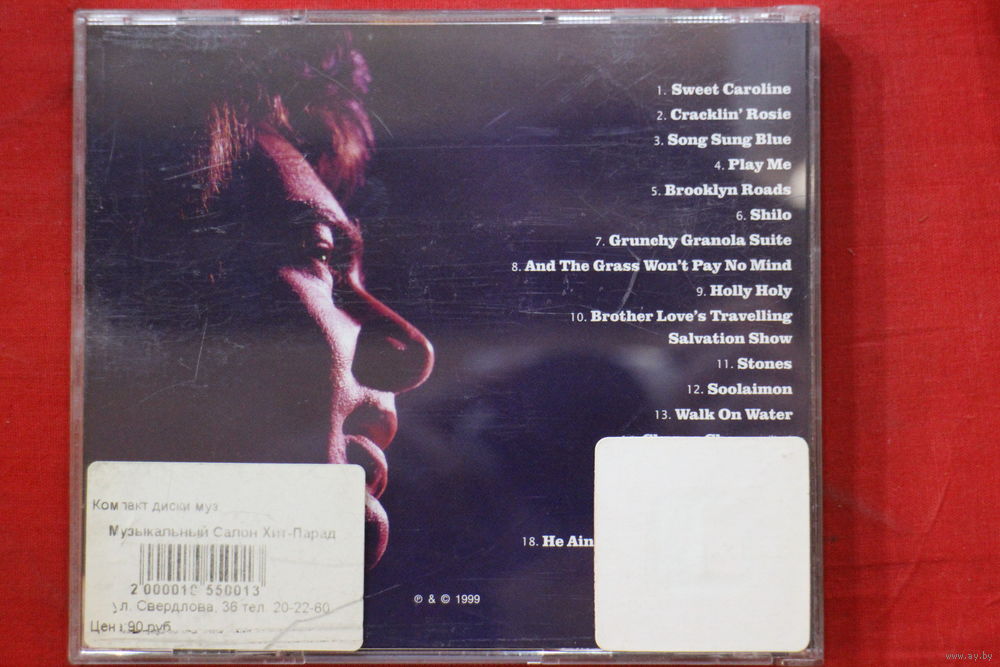 1. Sweet Caroline
2. Cracklin' Rosie
3. Song Sung Blue
4. Play Me
5. Brooklyn Roads
6. Shilo
7. Grunchy Granola Suite
8. And The Grass Won't Pay No Mind
9. Holly Holy
10. Brother Love's Travelling
Salvation Show
11. Stones
12. Soolaimon
13. Walk On Water
18. He Ain
℗ & © 1999
Компакт диски муз
Музыкальный Салон Хит-Парад
550013
ул. Свердлова, 36 тел. 20-22-60
Цена 90 руб
www.ay.by